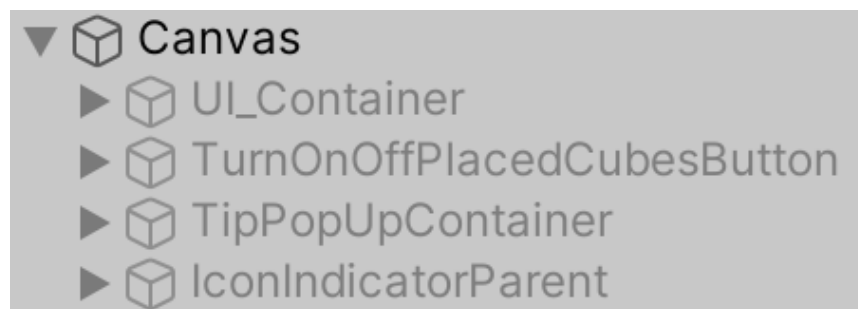 Canvas
UI_Container
TurnOnOffPlacedCubesButton
TipPopUpContainer
IconIndicatorParent